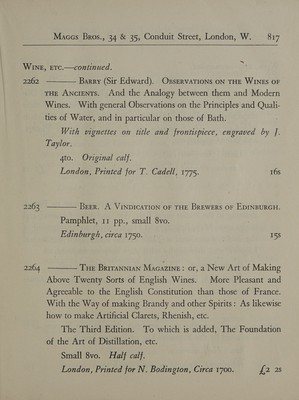 Maggs Bros., 34 & 35, Conduit Street, London, W. 817
Wine, etc.—continued.
2262 ——— Barry (Sir Edward). Observations on the Wines of
the Ancients. And the Analogy between them and Modern
Wines. With general Observations on the Principles and Quali-
ties of Water, and in particular on those of Bath.
With vignettes on title and frontispiece, engraved by J.
Taylor.
4to. Original calf.
London, Printed for T. Cadell, 1775. 16s
2263 ——— Beer. A Vindication of the Brewers of Edinburgh.
Pamphlet, 11 pp., small 8vo.
Edinburgh, circa 1750. 15s
2264 ——— The Britannian Magazine: or, a New Art of Making
Above Twenty Sorts of English Wines. More Pleasant and
Agreeable to the English Constitution than those of France.
With the Way of making Brandy and other Spirits: As likewise
how to make Artificial Clarets, Rhenish, etc.
The Third Edition. To which is added, The Foundation
of the Art of Distillation, etc.
Small 8vo. Half calf.
London, Printed for N. Bodington, Circa 1700. £2 2s